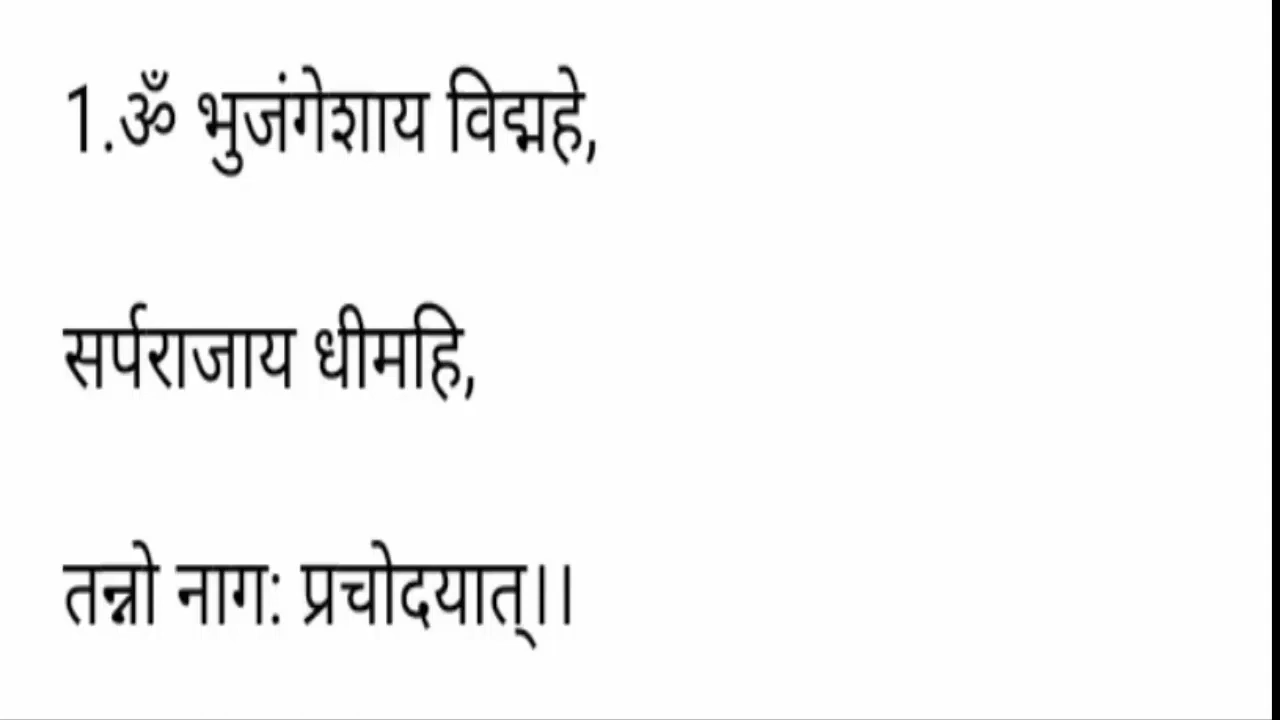 1.ॐ भुजंगेशाय विद्महे,
सर्पराजाय धीमहि,
तन्नो नाग: प्रचोदयात्।।